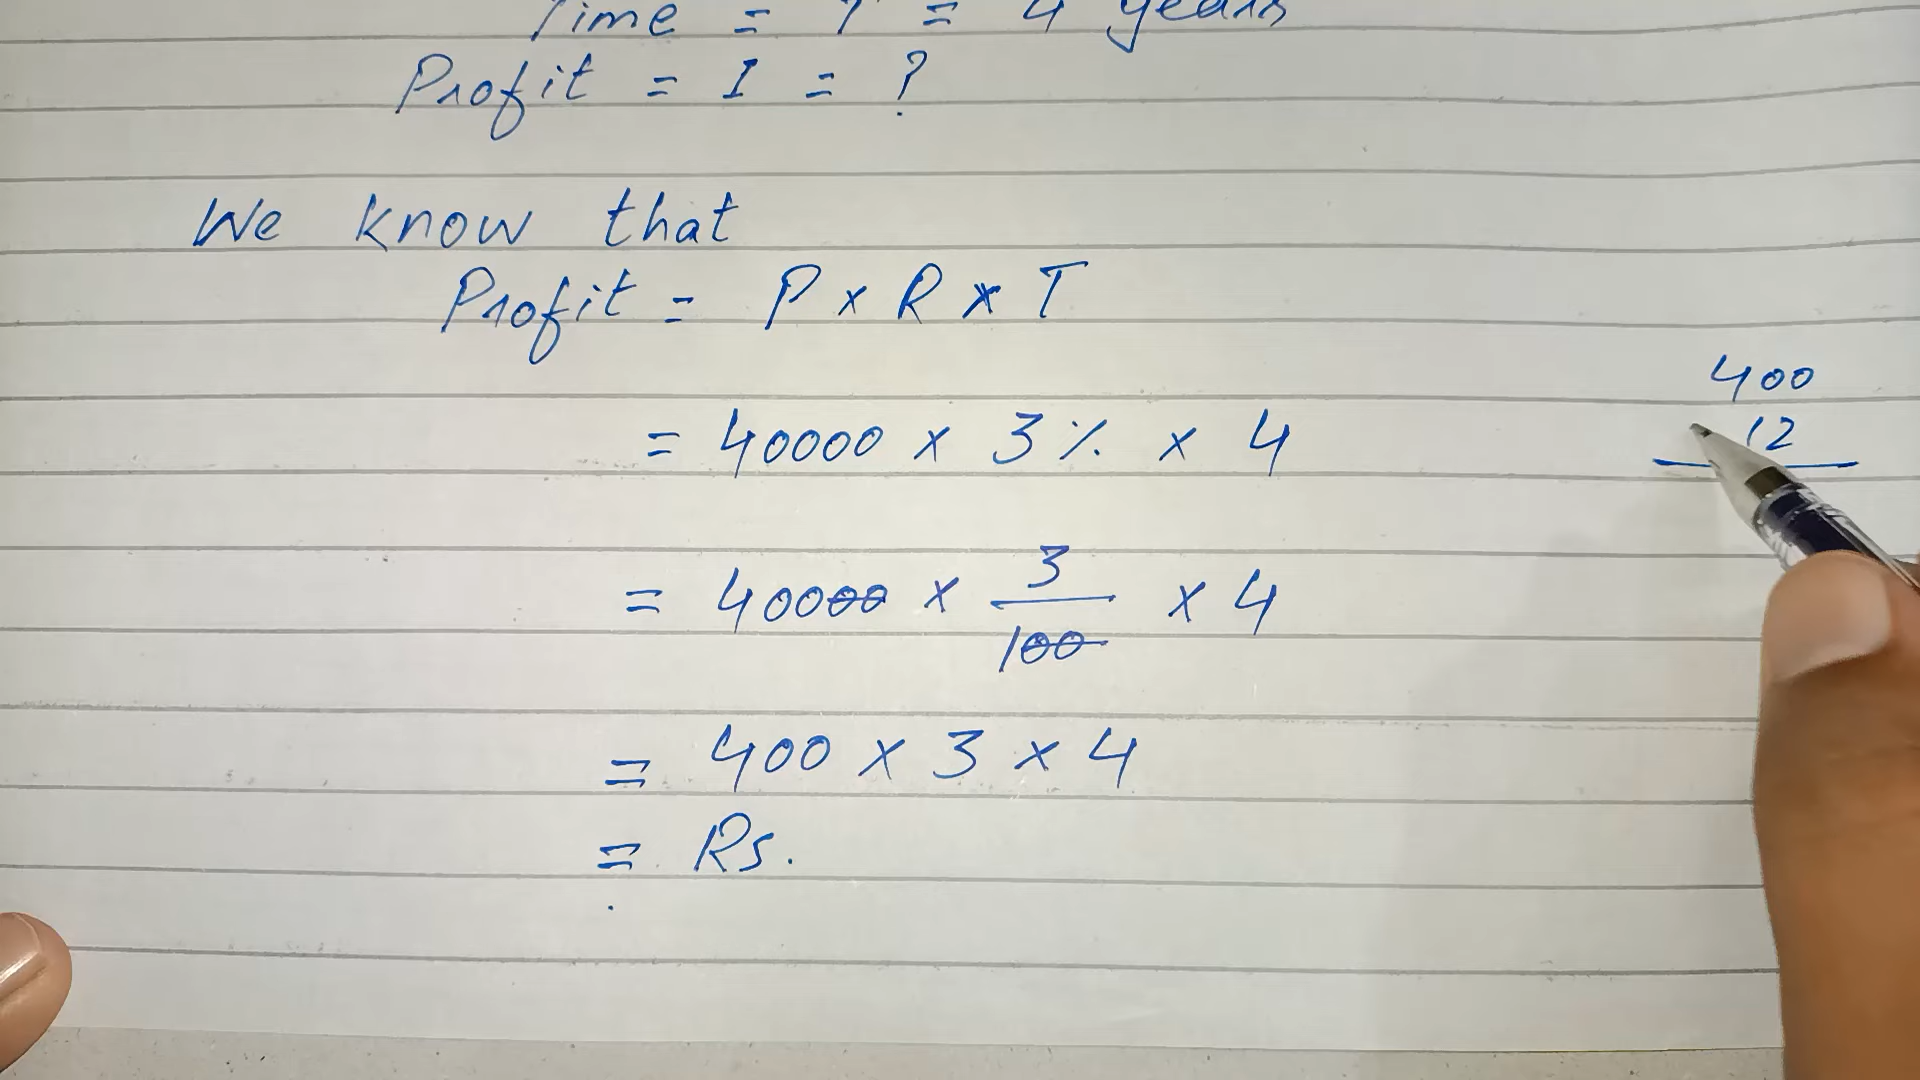 Time = T = 4 years
Profit = I = ?
We know that
Profit = P × R × T
= 40000 × 3% × 4
400
12
= 40000 × 3/100 × 4
= 400 × 3 × 4
= Rs.